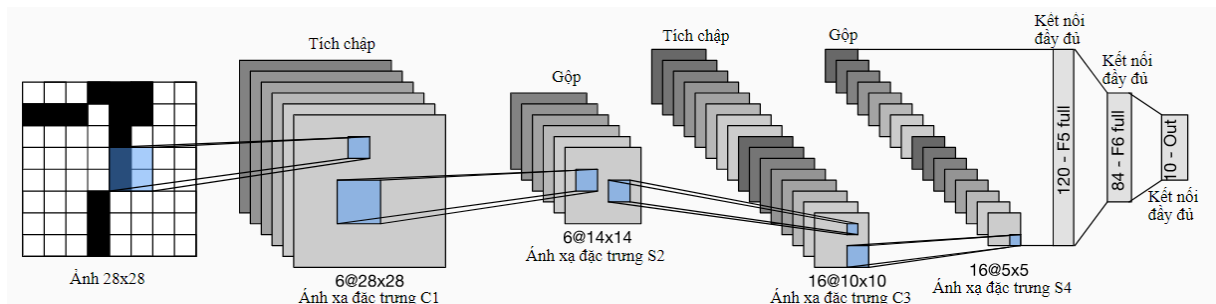 Tích chập
Gộp
Tích chập
Gộp
Kết nối
đầy đủ
Kết nối
đầy đủ
120 - F5 full
84 - F6 full
10 - Out
Kết nối
đầy đủ
Ảnh 28x28
6@28x28
Ánh xạ đặc trưng C1
6@14x14
Ánh xạ đặc trưng S2
16@10x10
Ánh xạ đặc trưng C3
16@5x5
Ánh xạ đặc trưng S4